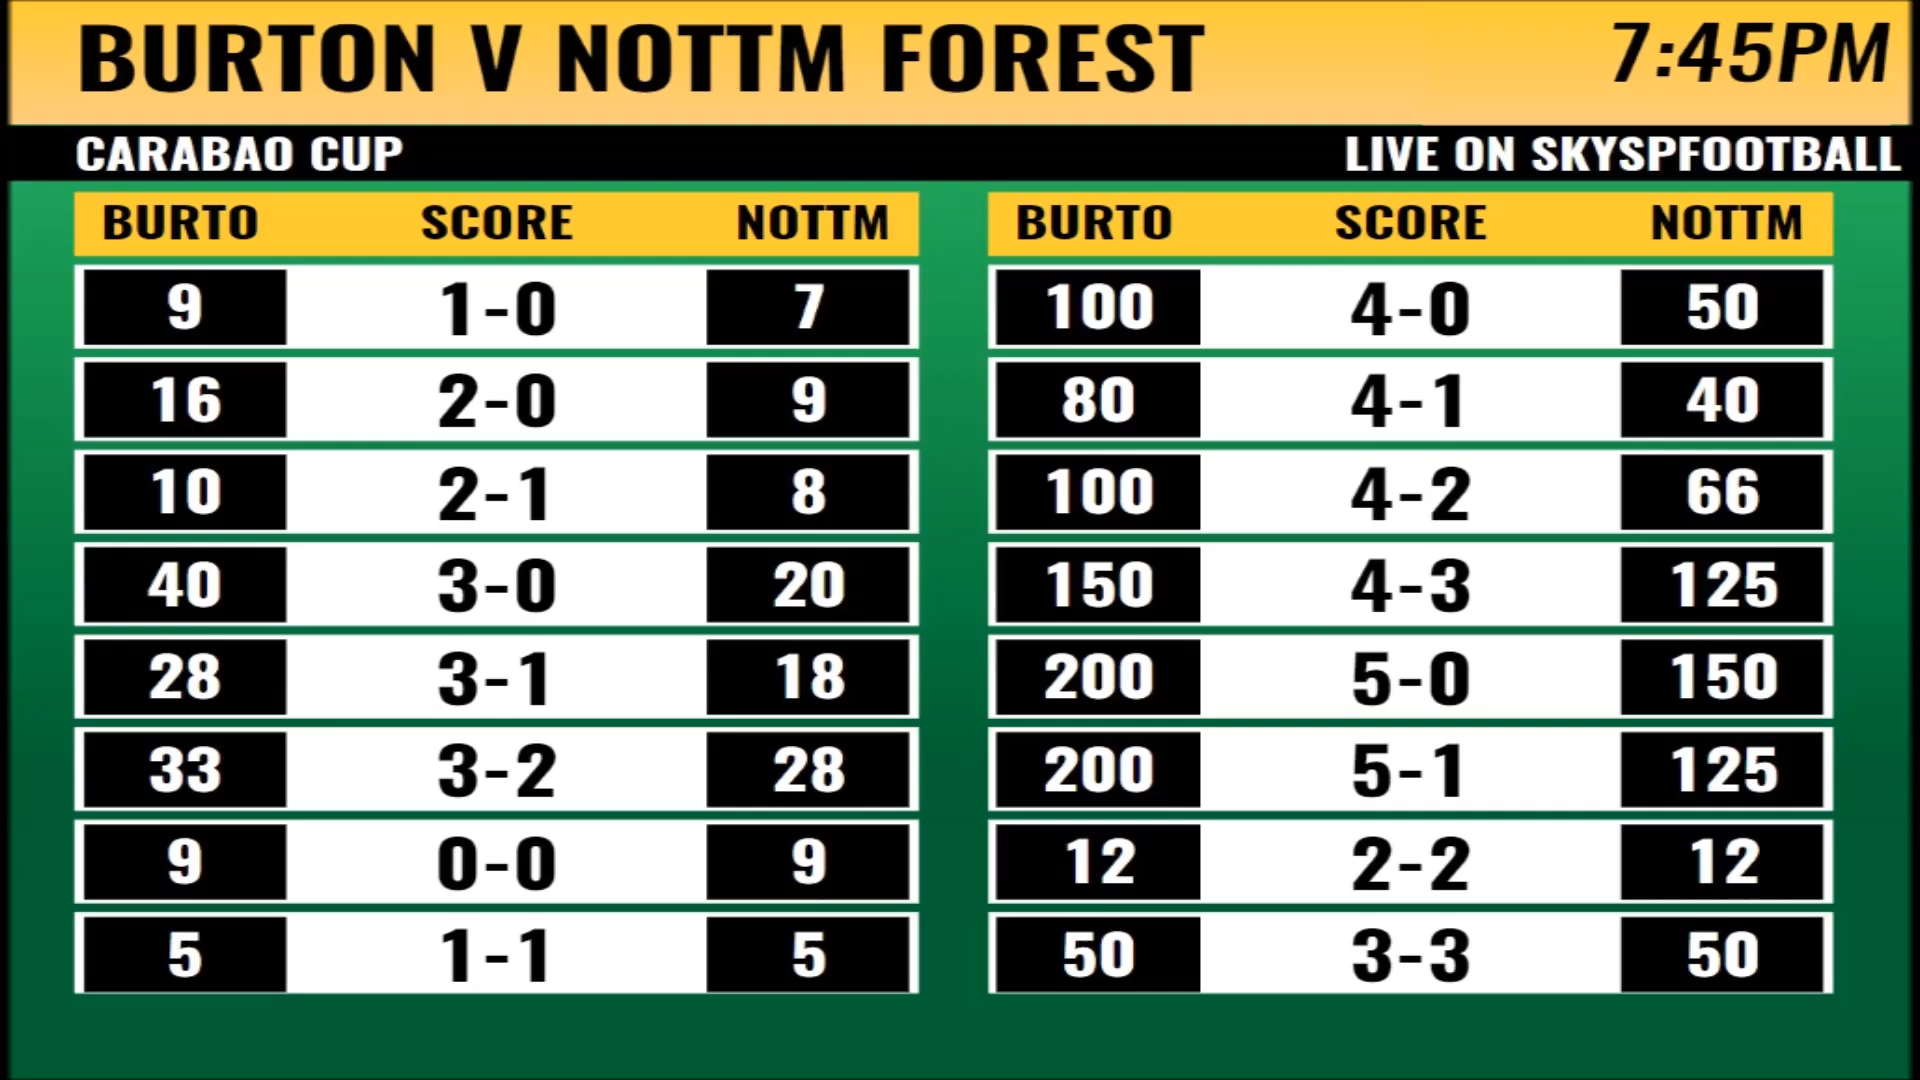 BURTON V NOTTM FOREST 7:45PM
CARABAO CUP LIVE ON SKYSPFOOTBALL
BURTO SCORE NOTTM
9 1-0 7
16 2-0 9
10 2-1 8
40 3-0 20
28 3-1 18
33 3-2 28
9 0-0 9
5 1-1 5
BURTO SCORE NOTTM
100 4-0 50
80 4-1 40
100 4-2 66
150 4-3 125
200 5-0 150
200 5-1 125
12 2-2 12
50 3-3 50